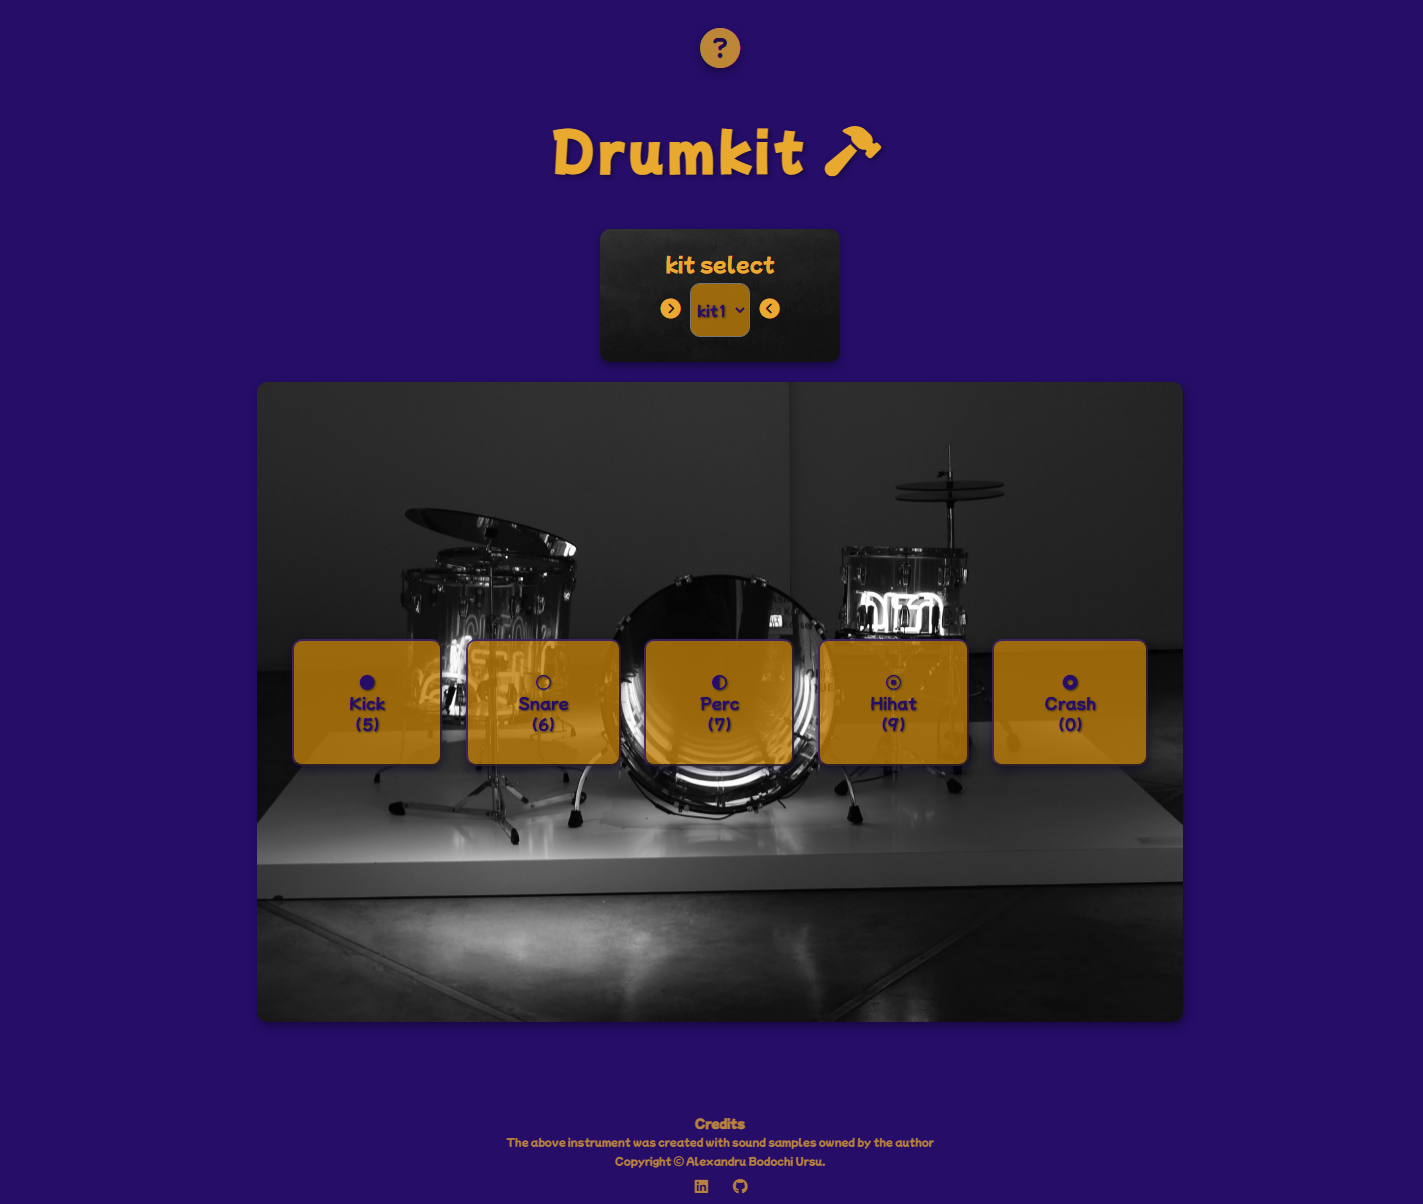 ?
Drumkit
kit select
kit1
Kick
(5)
Snare
(6)
Perc
(7)
Hihat
(9)
Crash
(0)
Credits
The above instrument was created with sound samples owned by the author
Copyright © Alexandru Bodochi Ursu.